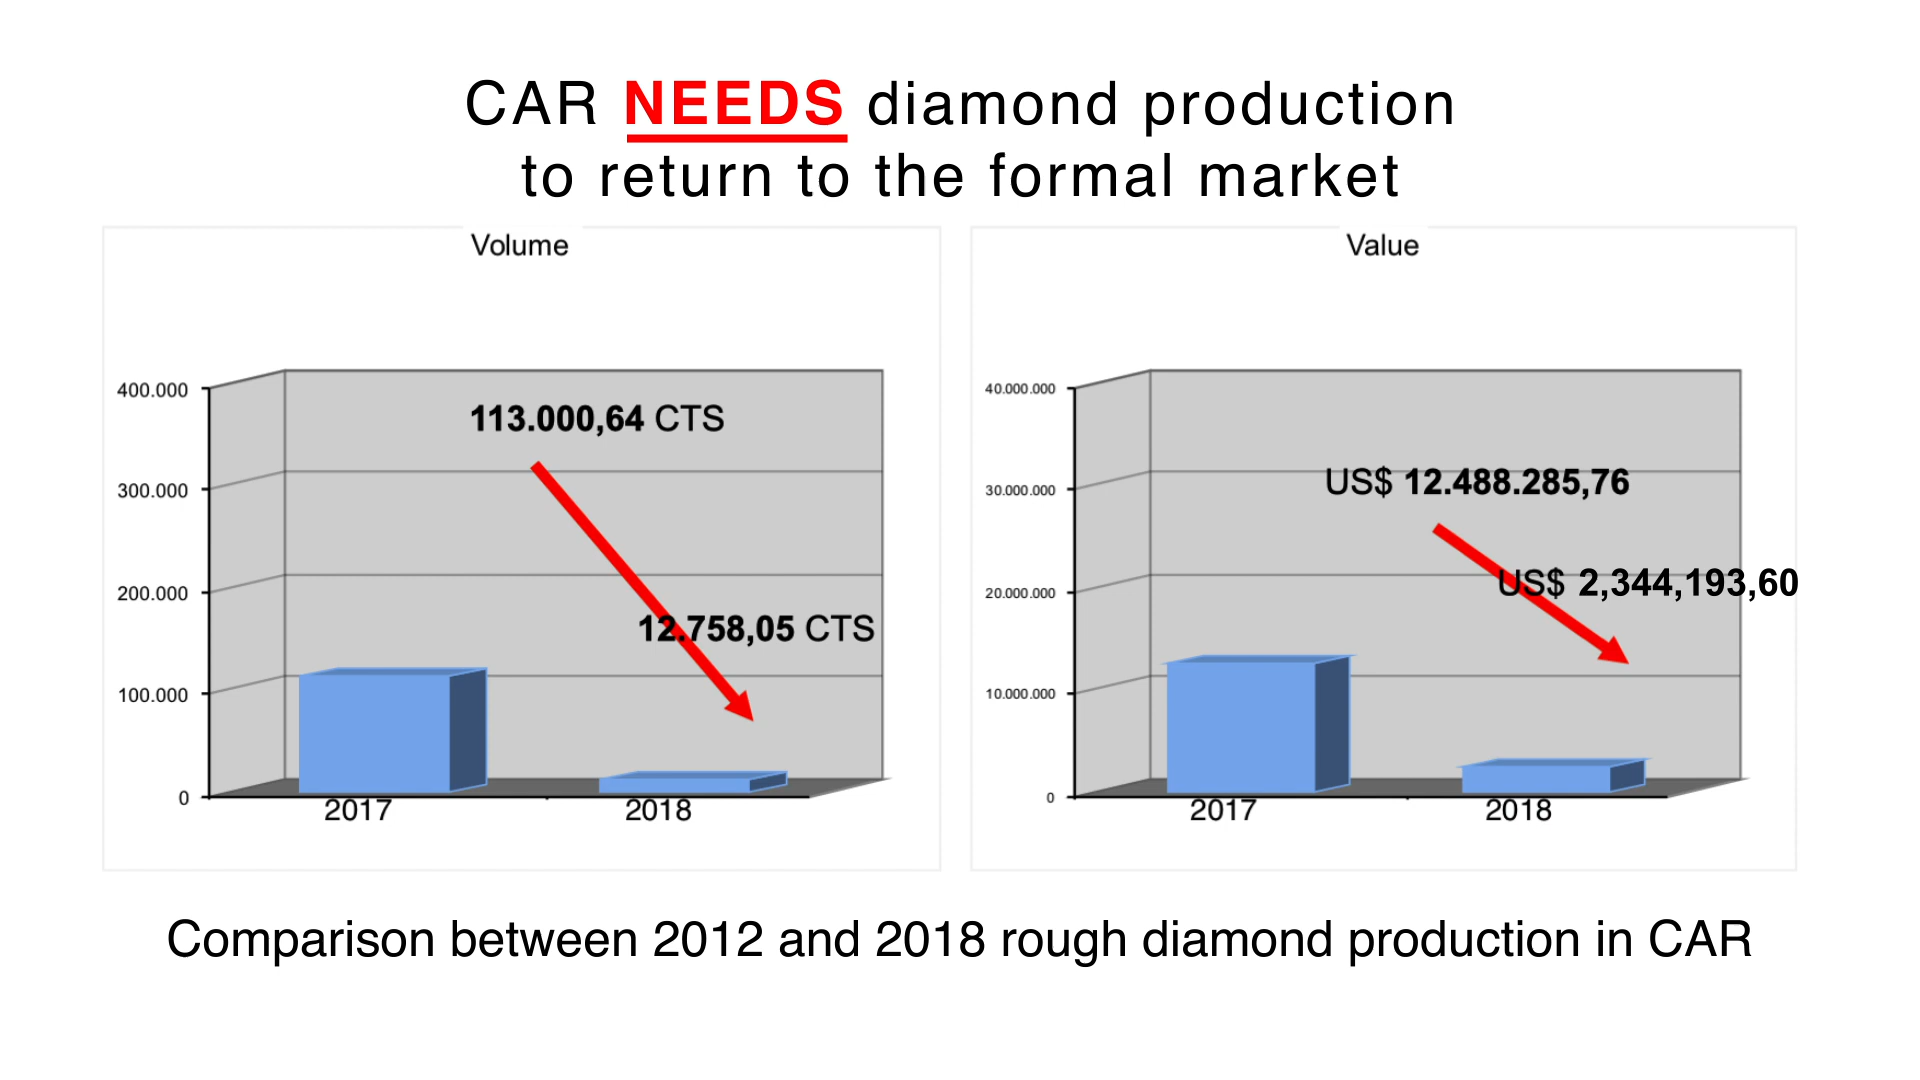 CAR NEEDS diamond production
to return to the formal market
Volume
400.000
300.000
200.000
100.000
0
113.000,64 CTS
12.758,05 CTS
2017
2018
Value
40.000.000
30.000.000
20.000.000
10.000.000
0
US$ 12.488.285,76
US$ 2,344,193,60
2017
2018
Comparison between 2012 and 2018 rough diamond production in CAR